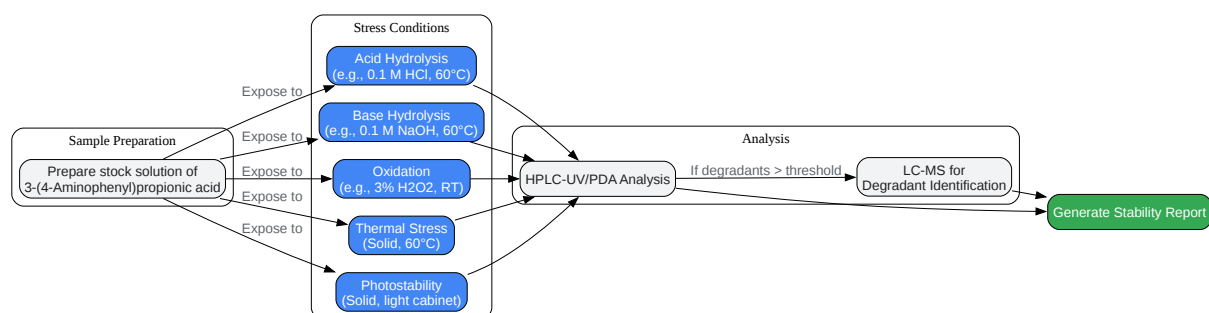 Stress Conditions
Acid Hydrolysis
(e.g., 0.1 M HCl, 60°C)
Expose to
Base Hydrolysis
(e.g., 0.1 M NaOH, 60°C)
Expose to
Sample Preparation
Prepare stock solution of
3-(4-Aminophenyl)propionic acid
Expose to
Oxidation
(e.g., 3% H2O2, RT)
Expose to
Thermal Stress
(Solid, 60°C)
Expose to
Photostability
(Solid, light cabinet)
Analysis
HPLC-UV/PDA Analysis
If degradants > threshold
LC-MS for
Degradant Identification
Generate Stability Report